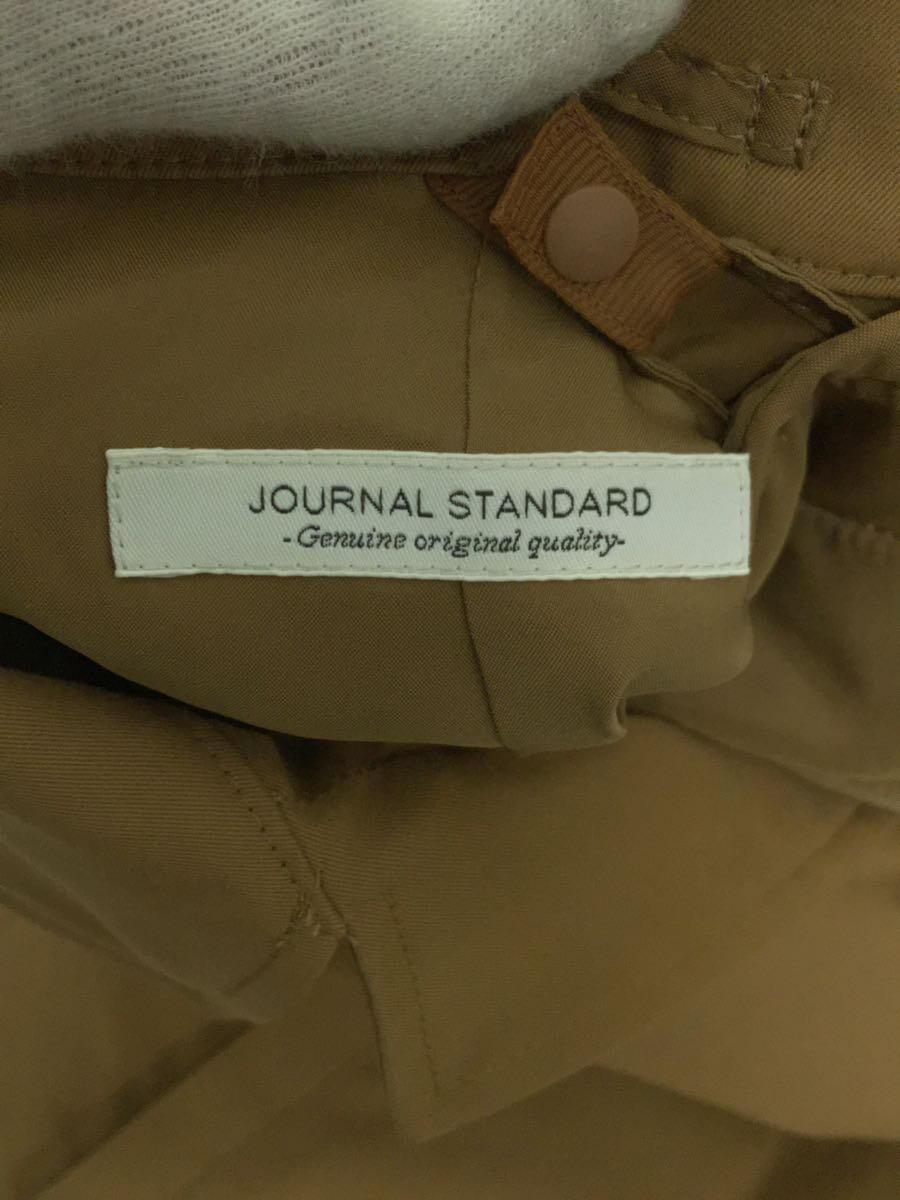 JOURNAL STANDARD
-Genuine original quality-